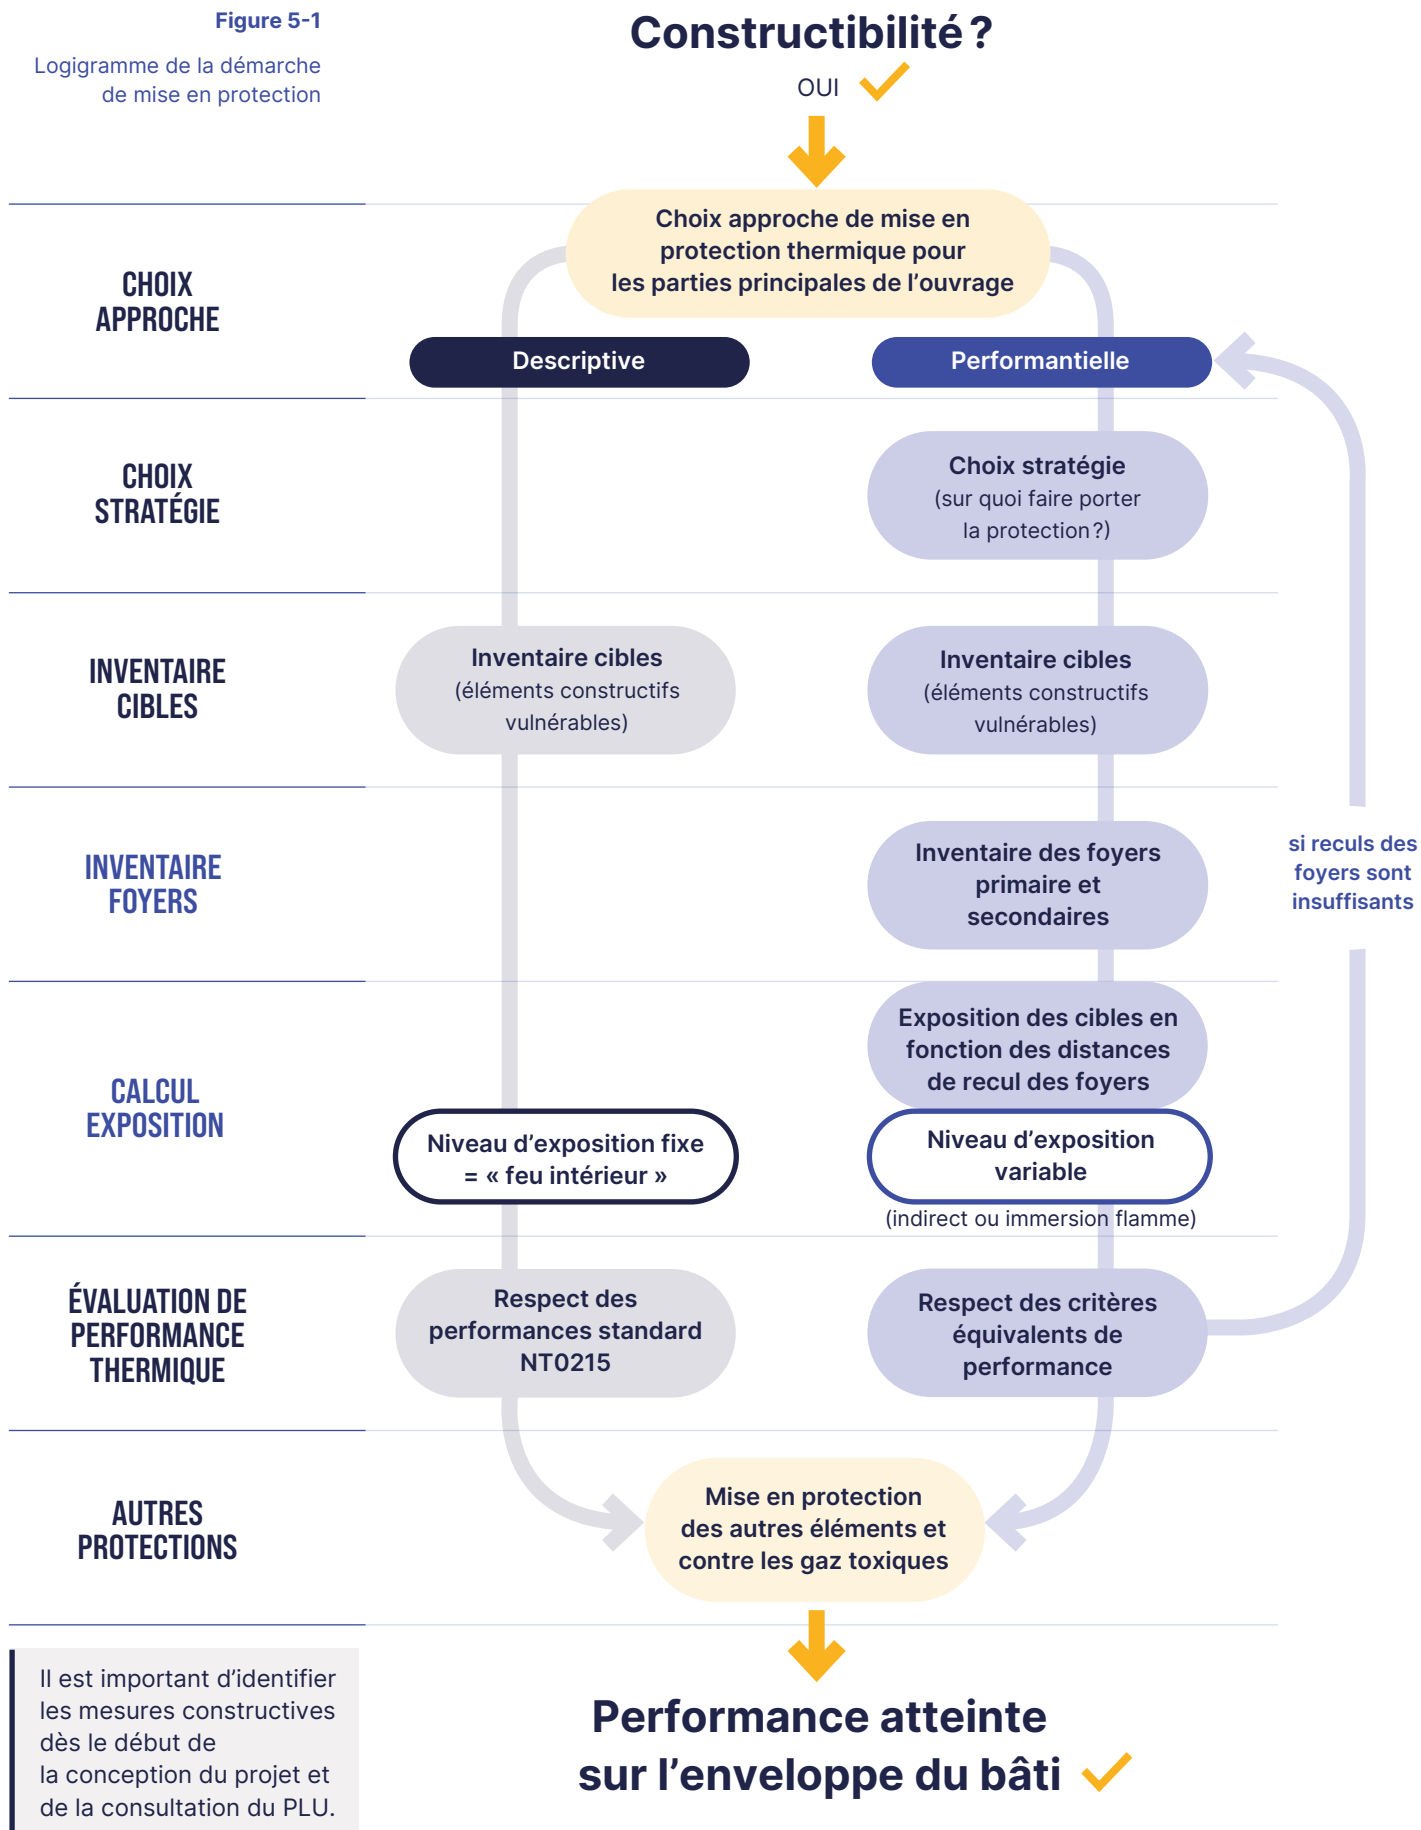 Figure 5-1
Logigramme de la démarche
de mise en protection
Constructibilité ?
OUI
CHOIX
APPROCHE
Choix approche de mise en
protection thermique pour
les parties principales de l’ouvrage
Descriptive
Performantielle
CHOIX
STRATÉGIE
Choix stratégie
(sur quoi faire porter
la protection ?)
INVENTAIRE
CIBLES
Inventaire cibles
(éléments constructifs
vulnérables)
Inventaire cibles
(éléments constructifs
vulnérables)
INVENTAIRE
FOYERS
Inventaire des foyers
primaire et
secondaires
si reculs des
foyers sont
insuffisants
CALCUL
EXPOSITION
Exposition des cibles en
fonction des distances
de recul des foyers
Niveau d’exposition fixe
= « feu intérieur »
Niveau d’exposition
variable
(indirect ou immersion flamme)
ÉVALUATION DE
PERFORMANCE
THERMIQUE
Respect des
performances standard
NT0215
Respect des critères
équivalents de
performance
AUTRES
PROTECTIONS
Mise en protection
des autres éléments et
contre les gaz toxiques
Il est important d’identifier
les mesures constructives
dès le début de
la conception du projet et
de la consultation du PLU.
Performance atteinte
sur l’enveloppe du bâti